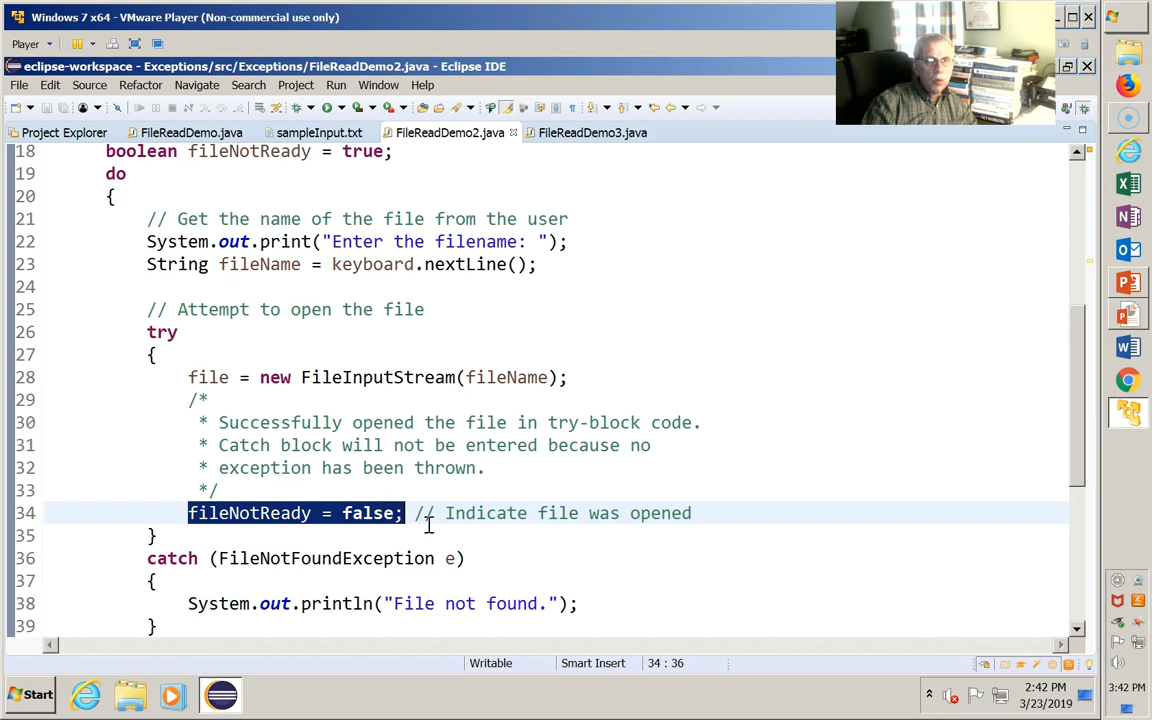 Windows 7 x64 - VMware Player (Non-commercial use only)
Player
eclipse-workspace - Exceptions/src/Exceptions/FileReadDemo2.java - Eclipse IDE
File Edit Source Refactor Navigate Search Project Run Window Help
Project Explorer FileReadDemo.java sampleInput.txt FileReadDemo2.java FileReadDemo3.java
18 boolean fileNotReady = true;
19 do
20 {
21 // Get the name of the file from the user
22 System.out.print("Enter the filename: ");
23 String fileName = keyboard.nextLine();
24
25 // Attempt to open the file
26 try
27 {
28 file = new FileInputStream(fileName);
29 /*
30 * Successfully opened the file in try-block code.
31 * Catch block will not be entered because no
32 * exception has been thrown.
33 */
34 fileNotReady = false; // Indicate file was opened
35 }
36 catch (FileNotFoundException e)
37 {
38 System.out.println("File not found.");
39 }
Writable Smart Insert 34 : 36
Start
2:42 PM
3/23/2019
3:42 PM